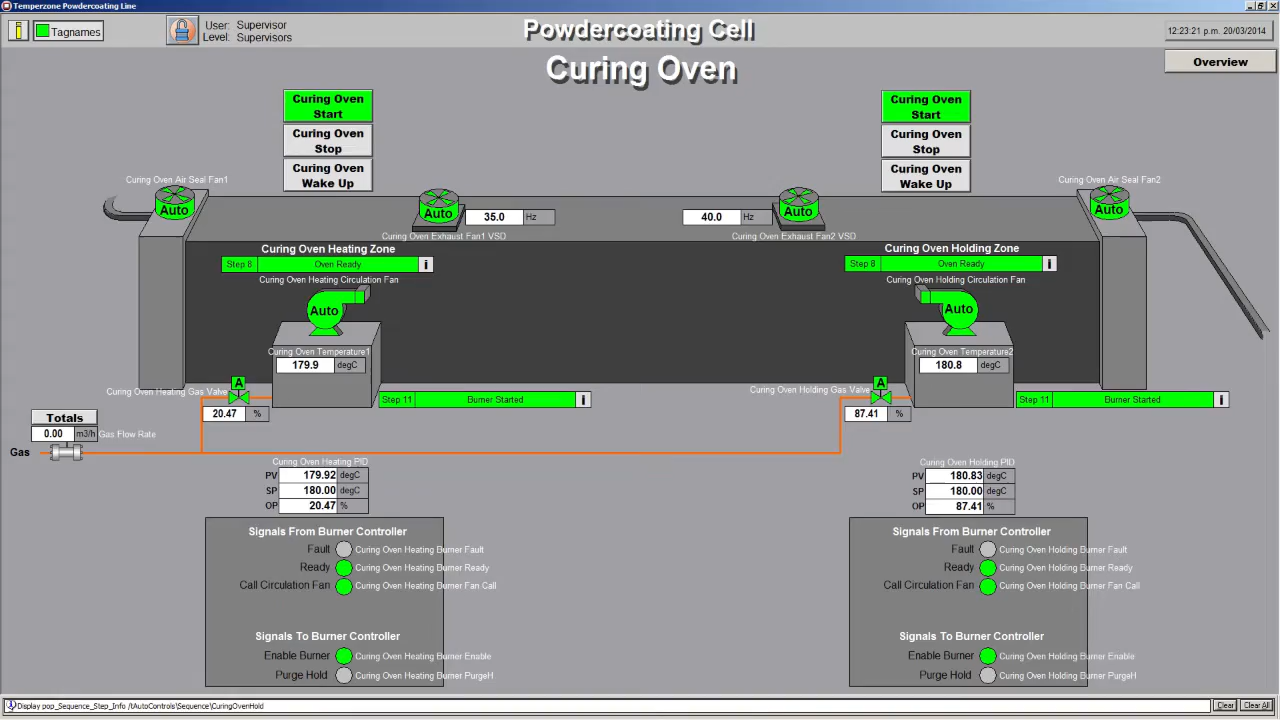 Temperzone Powdercoating Line
Tagnames
User: Supervisor
Level: Supervisors
Powdercoating Cell
Curing Oven
12:23:21 p.m. 20/03/2014
Overview
Curing Oven
Start
Curing Oven
Stop
Curing Oven
Wake Up
Curing Oven
Start
Curing Oven
Stop
Curing Oven
Wake Up
Curing Oven Air Seal Fan1
Auto
Auto
35.0 Hz
Curing Oven Exhaust Fan1 VSD
40.0 Hz
Auto
Curing Oven Exhaust Fan2 VSD
Curing Oven Air Seal Fan2
Auto
Curing Oven Heating Zone
Step 8 Oven Ready i
Curing Oven Heating Circulation Fan
Auto
Curing Oven Temperature1
179.9 degC
Curing Oven Heating Gas Valve
A
20.47 %
Step 11 Burner Started i
Curing Oven Holding Zone
Step 8 Oven Ready i
Curing Oven Holding Circulation Fan
Auto
Curing Oven Temperature2
180.8 degC
Curing Oven Holding Gas Valve
A
87.41 %
Step 11 Burner Started i
Totals
0.00 m3/h Gas Flow Rate
Gas
Curing Oven Heating PID
PV 179.92 degC
SP 180.00 degC
OP 20.47 %
Signals From Burner Controller
Fault Curing Oven Heating Burner Fault
Ready Curing Oven Heating Burner Ready
Call Circulation Fan Curing Oven Heating Burner Fan Call
Signals To Burner Controller
Enable Burner Curing Oven Heating Burner Enable
Purge Hold Curing Oven Heating Burner PurgeH
Curing Oven Holding PID
PV 180.83 degC
SP 180.00 degC
OP 87.41 %
Signals From Burner Controller
Fault Curing Oven Holding Burner Fault
Ready Curing Oven Holding Burner Ready
Call Circulation Fan Curing Oven Holding Burner Fan Call
Signals To Burner Controller
Enable Burner Curing Oven Holding Burner Enable
Purge Hold Curing Oven Holding Burner PurgeH
Display pop_Sequence_Step_Info /tAutoControls\Sequence\CuringOvenHold
Clear Clear All